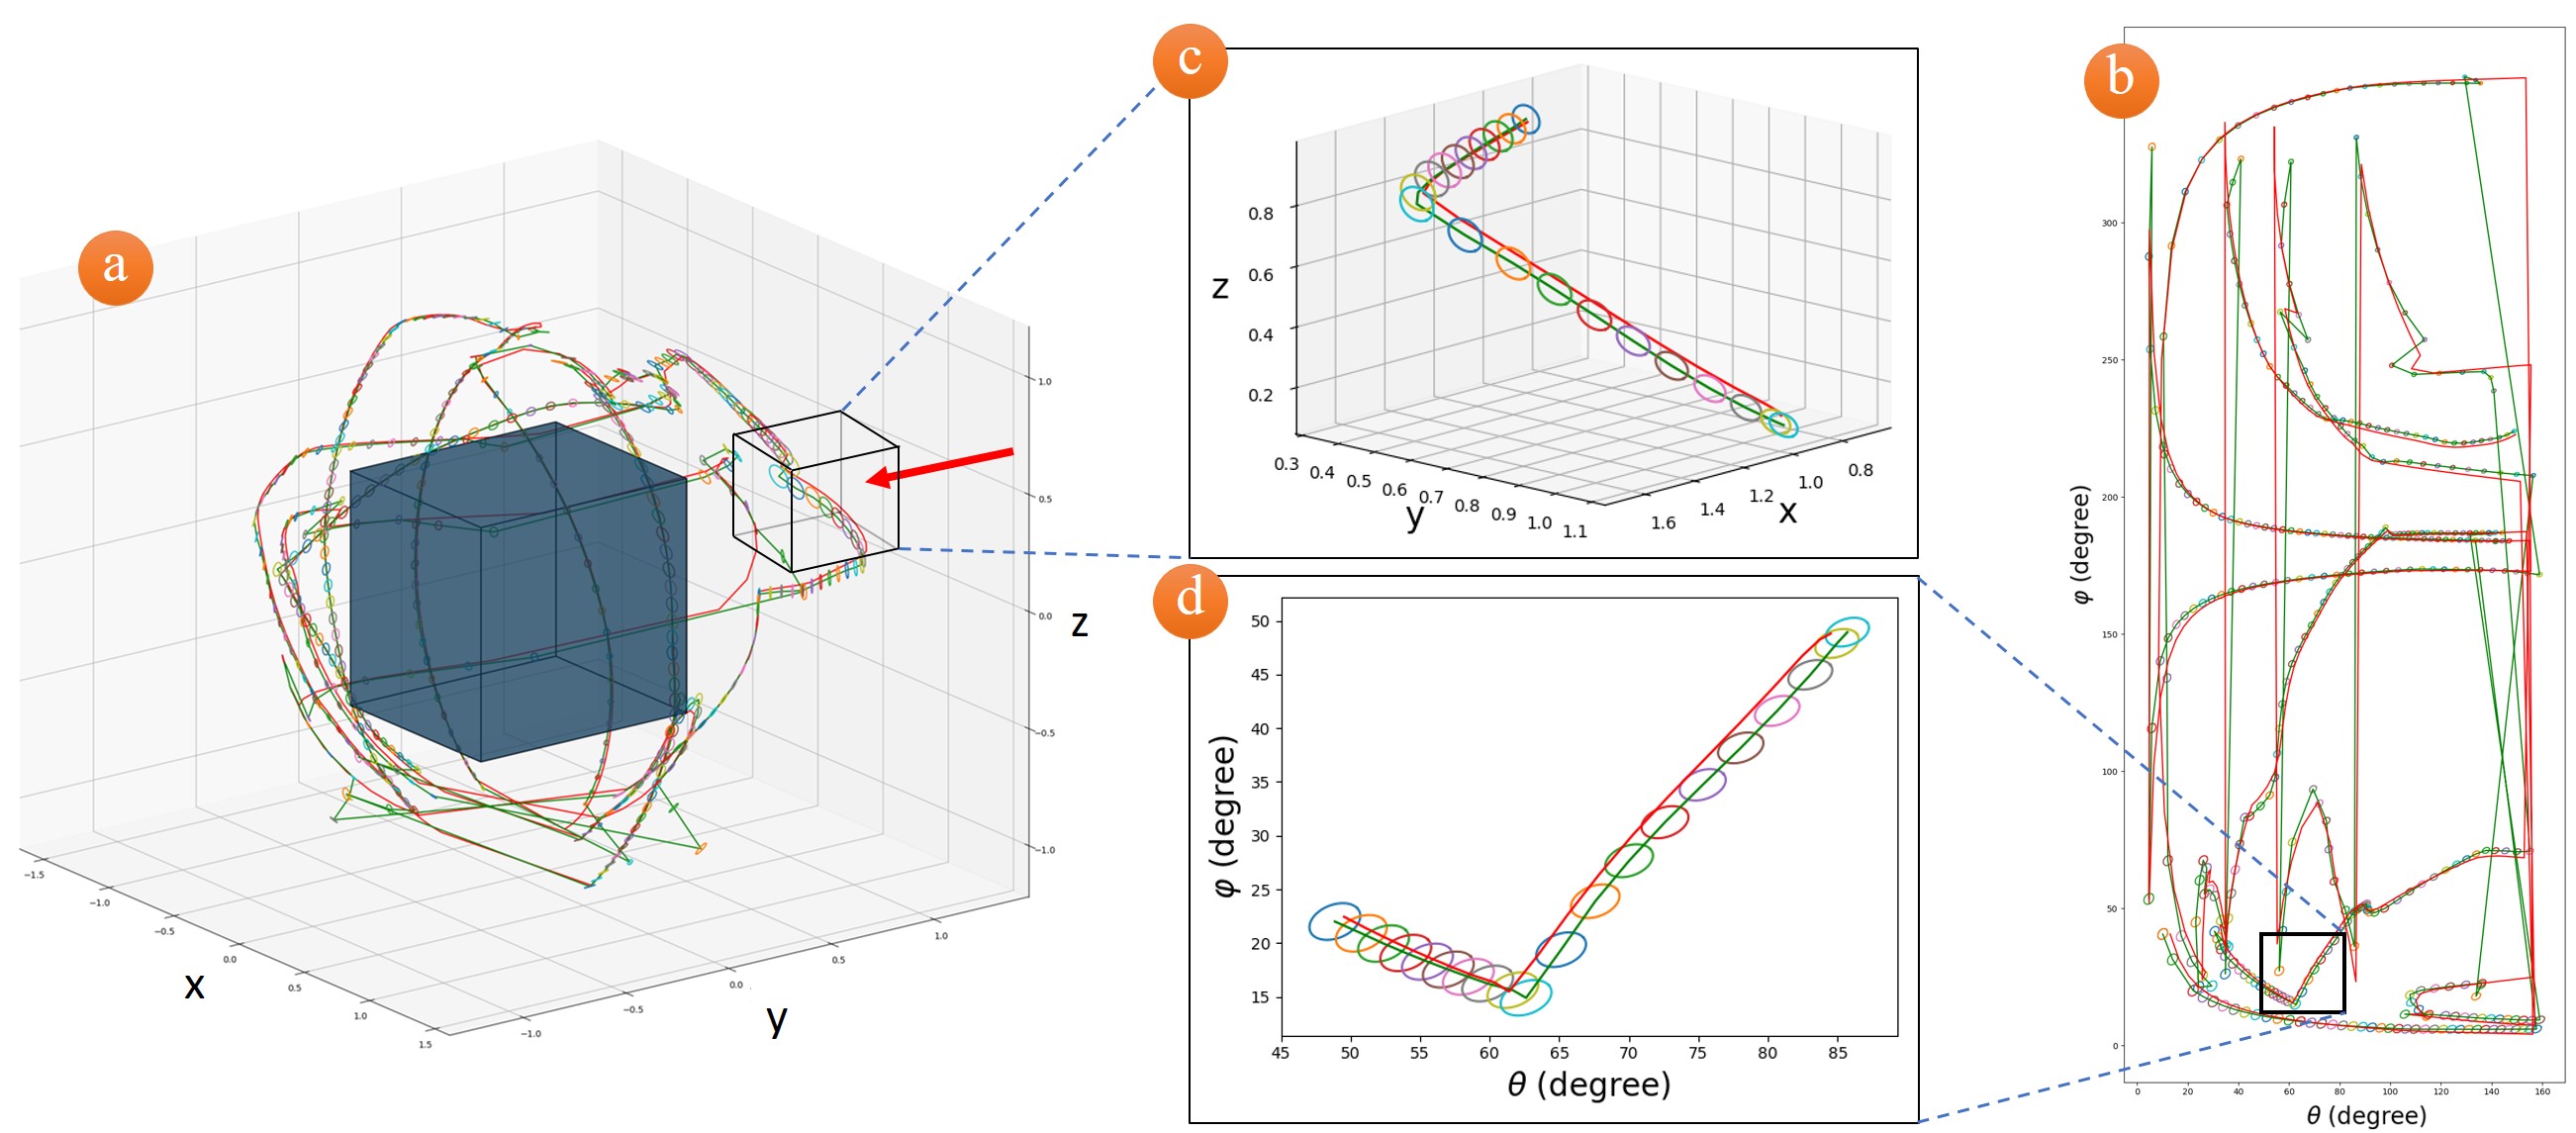 a
1.0
0.5
0.0
−0.5
−1.0
z
−1.5
−1.0
−0.5
0.0
0.5
1.0
1.5
x
−1.0
−0.5
0.0
0.5
1.0
y
c
0.8
0.6
0.4
0.2
z
0.3 0.4 0.5 0.6 0.7 0.8 0.9 1.0 1.1
y
1.6 1.4 1.2 1.0 0.8
x
d
50
45
40
35
30
25
20
15
φ (degree)
45 50 55 60 65 70 75 80 85
θ (degree)
b
300
250
200
150
100
50
0
φ (degree)
0 20 40 60 80 100 120 140 160
θ (degree)